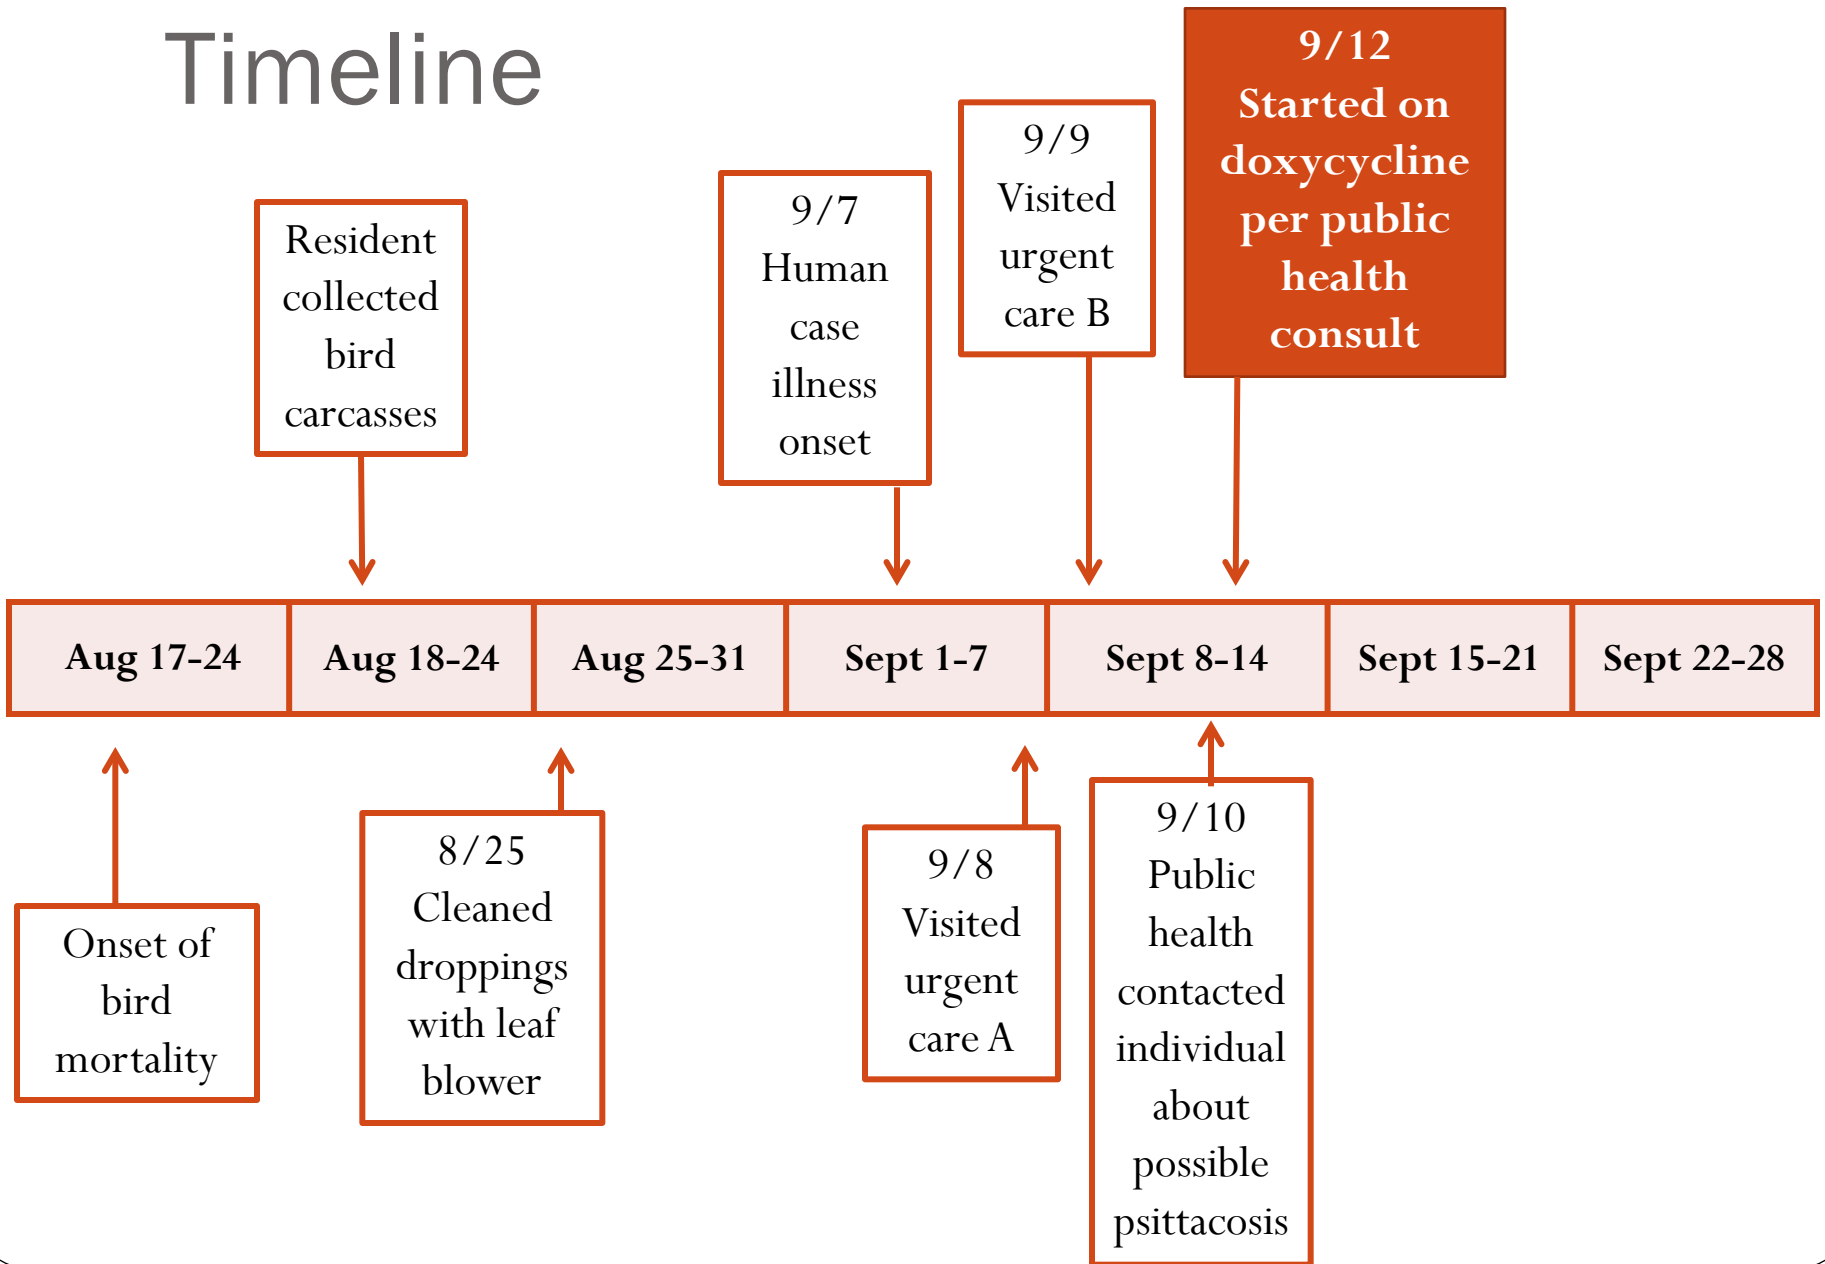 Timeline
Resident
collected
bird
carcasses
9/7
Human
case
illness
onset
9/9
Visited
urgent
care B
9/12
Started on
doxycycline
per public
health
consult
Aug 17-24
Aug 18-24
Aug 25-31
Sept 1-7
Sept 8-14
Sept 15-21
Sept 22-28
Onset of
bird
mortality
8/25
Cleaned
droppings
with leaf
blower
9/8
Visited
urgent
care A
9/10
Public
health
contacted
individual
about
possible
psittacosis